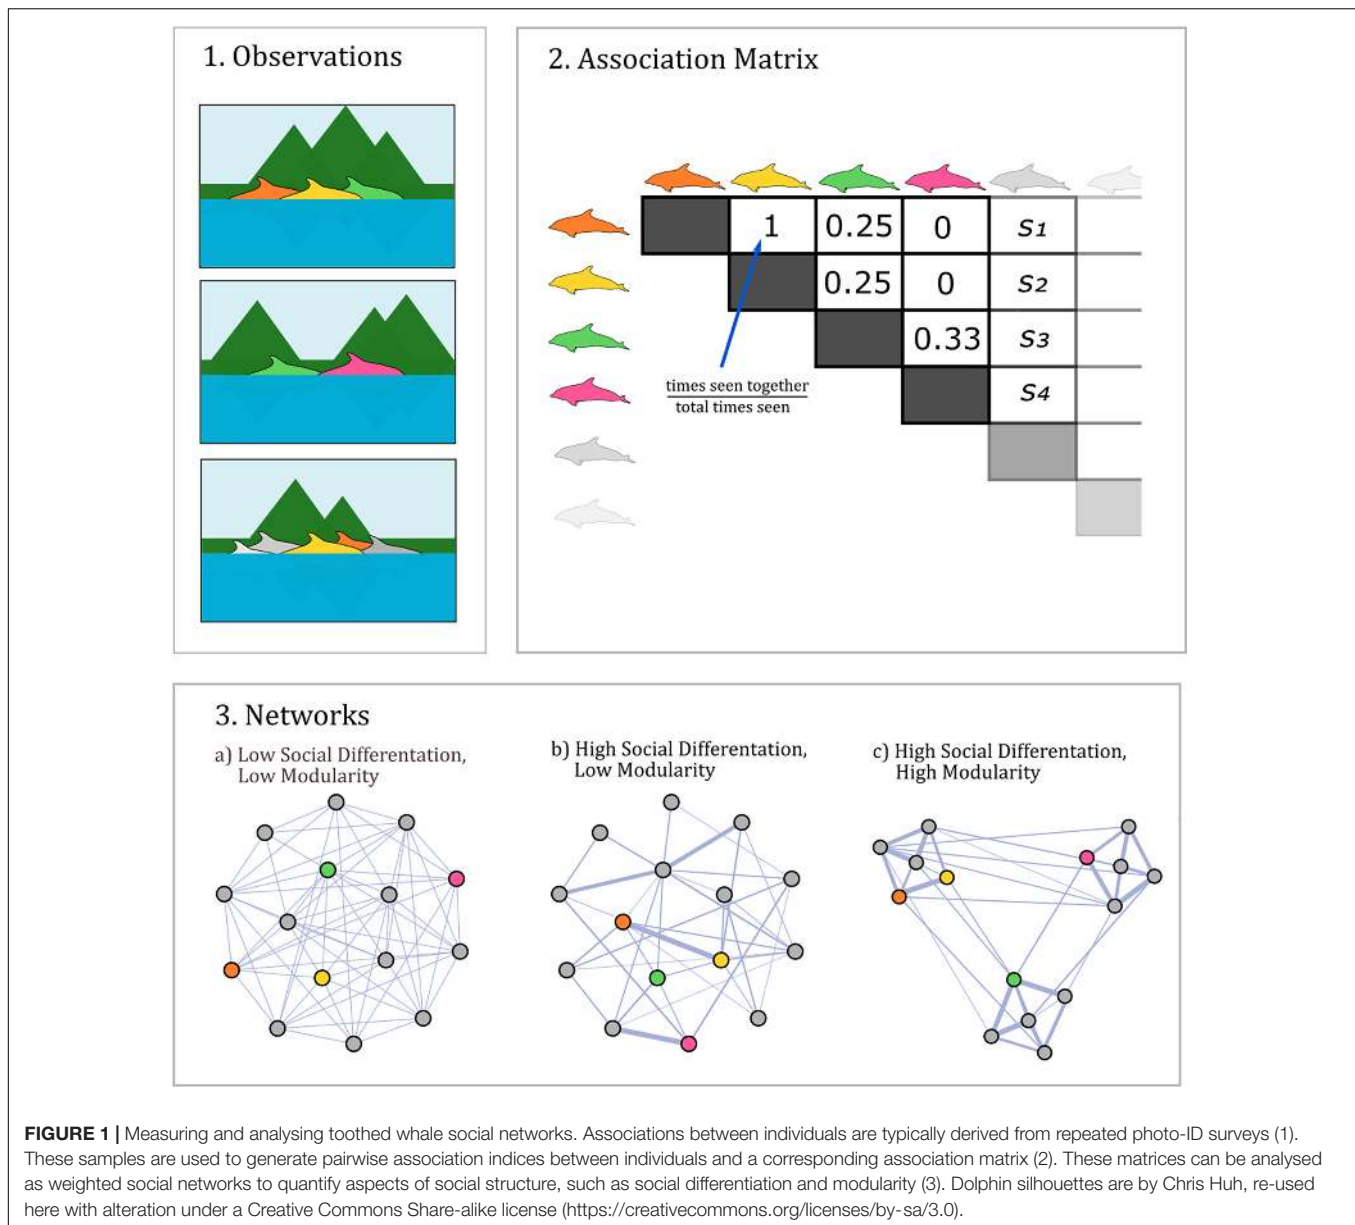 1. Observations
2. Association Matrix
1 0.25 0 S1
0.25 0 S2
0.33 S3
S4
times seen together
total times seen
3. Networks
a) Low Social Differentation,
Low Modularity
b) High Social Differentation,
Low Modularity
c) High Social Differentation,
High Modularity
FIGURE 1 | Measuring and analysing toothed whale social networks. Associations between individuals are typically derived from repeated photo-ID surveys (1).
These samples are used to generate pairwise association indices between individuals and a corresponding association matrix (2). These matrices can be analysed
as weighted social networks to quantify aspects of social structure, such as social differentiation and modularity (3). Dolphin silhouettes are by Chris Huh, re-used
here with alteration under a Creative Commons Share-alike license (https://creativecommons.org/licenses/by-sa/3.0).